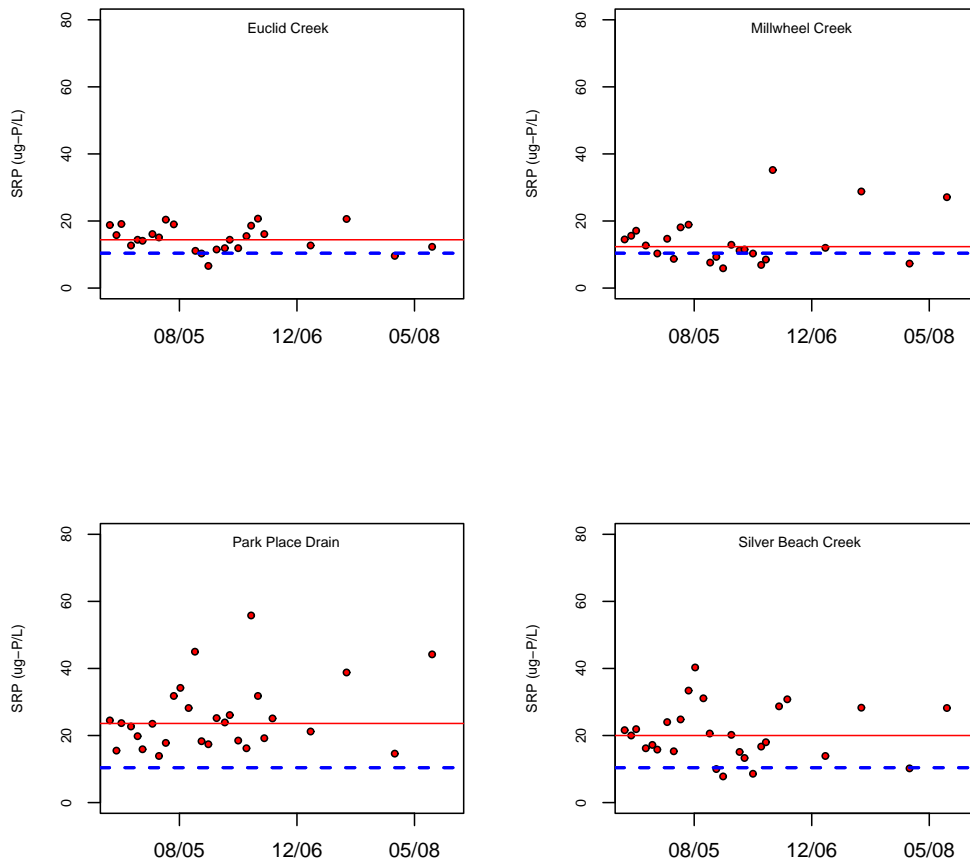 Euclid Creek
SRP (ug-P/L)
80
60
40
20
0
08/05 12/06 05/08
Millwheel Creek
SRP (ug-P/L)
80
60
40
20
0
08/05 12/06 05/08
Park Place Drain
SRP (ug-P/L)
80
60
40
20
0
08/05 12/06 05/08
Silver Beach Creek
SRP (ug-P/L)
80
60
40
20
0
08/05 12/06 05/08